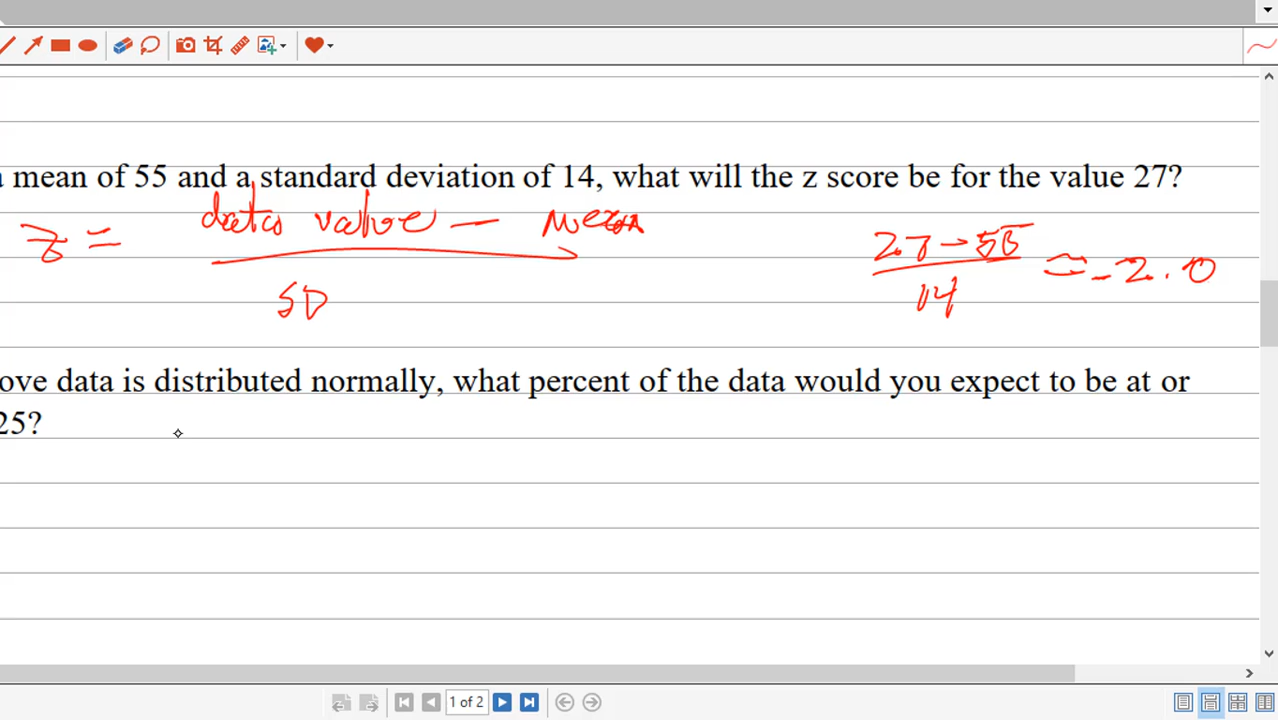 a mean of 55 and a standard deviation of 14, what will the z score be for the value 27?
z = data value - mean
SD
27-55
14
≃ -2.0
ove data is distributed normally, what percent of the data would you expect to be at or
25?
1 of 2